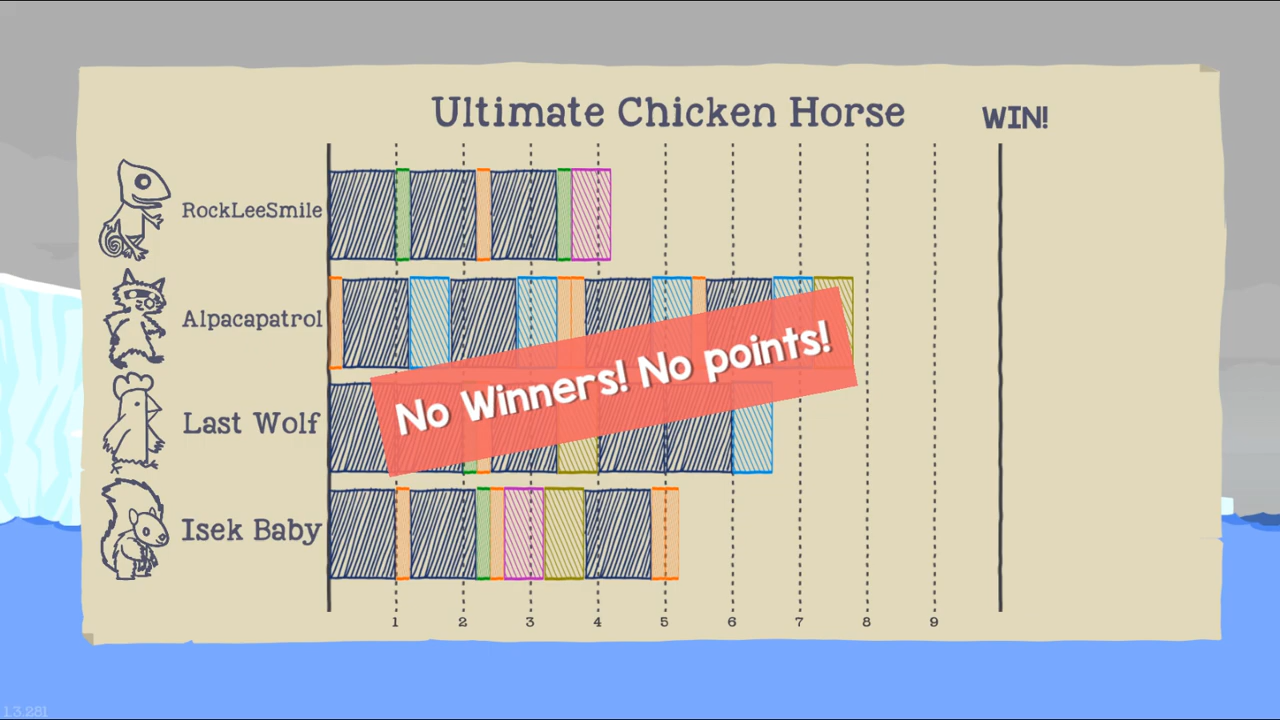 Ultimate Chicken Horse
WIN!
RockLeeSmile
Alpacapatrol
No Winners! No points!
Last Wolf
Isek Baby
1 2 3 4 5 6 7 8 9
1.3.281